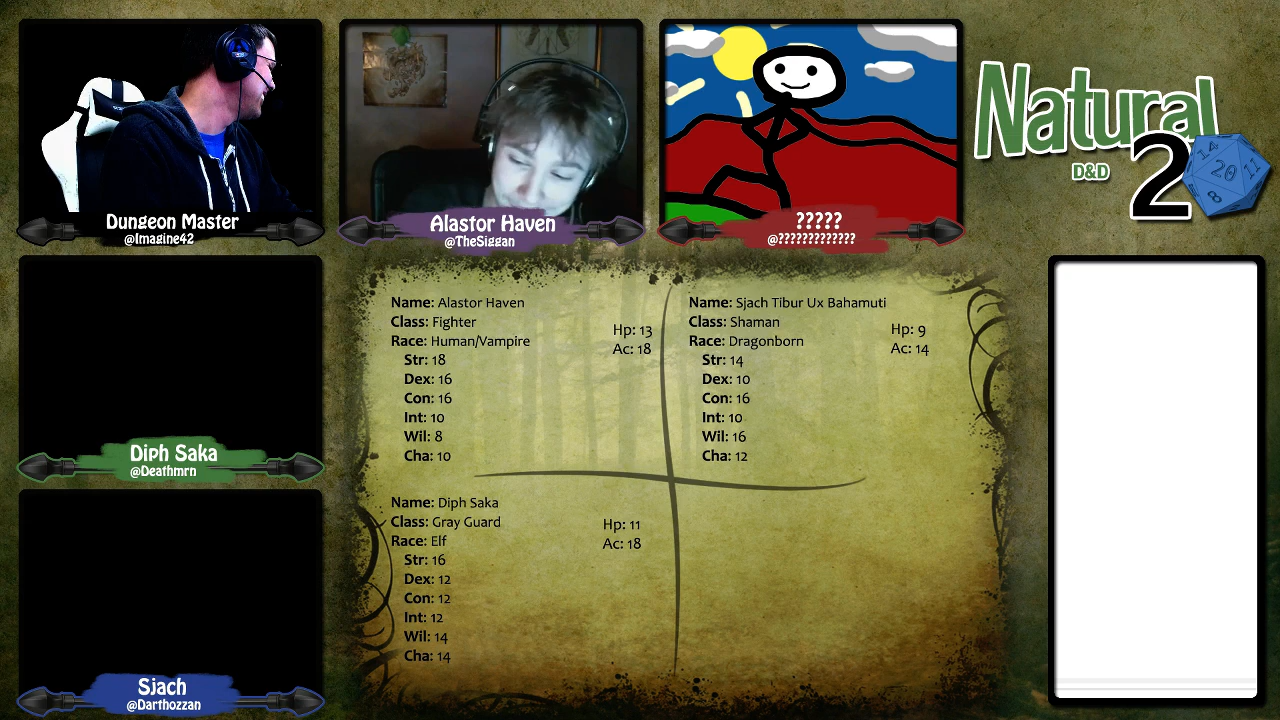 Dungeon Master
@Imagine42
Alastor Haven
@TheSiggan
?????
@?????????????
Natural
D&D
20
14
20
11
8
Diph Saka
@Deathmrn
Sjach
@Darthozzan
Name: Alastor Haven
Class: Fighter
Race: Human/Vampire
Str: 18
Dex: 16
Con: 16
Int: 10
Wil: 8
Cha: 10
Hp: 13
Ac: 18
Name: Sjach Tibur Ux Bahamuti
Class: Shaman
Race: Dragonborn
Str: 14
Dex: 10
Con: 16
Int: 10
Wil: 16
Cha: 12
Hp: 9
Ac: 14
Name: Diph Saka
Class: Gray Guard
Race: Elf
Str: 16
Dex: 12
Con: 12
Int: 12
Wil: 14
Cha: 14
Hp: 11
Ac: 18